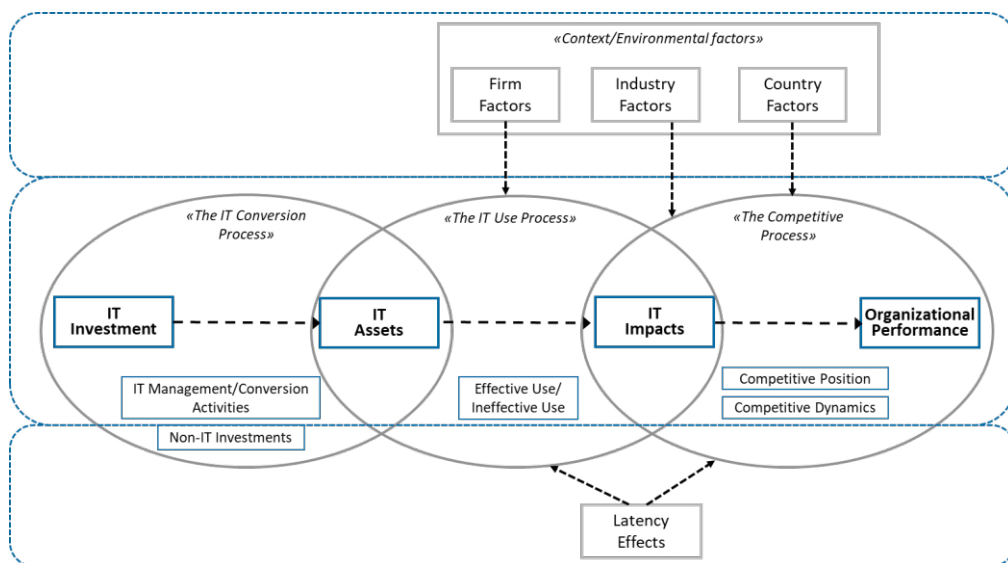 «Context/Environmental factors»
Firm
Factors
Industry
Factors
Country
Factors
«The IT Conversion
Process»
«The IT Use Process»
«The Competitive
Process»
IT
Investment
IT
Assets
IT
Impacts
Organizational
Performance
IT Management/Conversion
Activities
Non-IT Investments
Effective Use/
Ineffective Use
Competitive Position
Competitive Dynamics
Latency
Effects